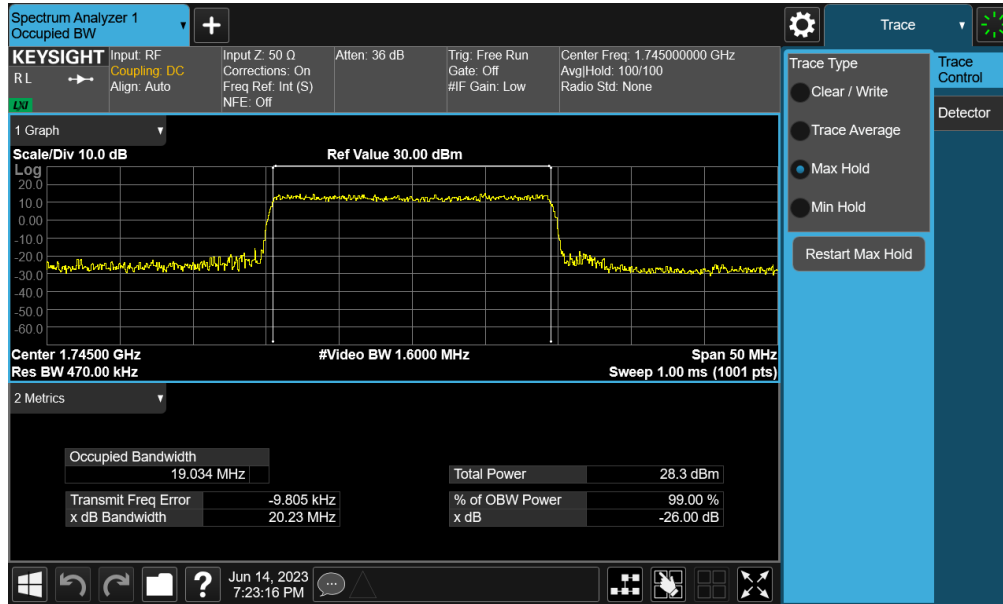 Spectrum Analyzer 1
Occupied BW
+
Trace
KEYSIGHT
R L
LXI
Input: RF
Coupling: DC
Align: Auto
Input Z: 50 Ω
Corrections: On
Freq Ref: Int (S)
NFE: Off
Atten: 36 dB
Trig: Free Run
Gate: Off
#IF Gain: Low
Center Freq: 1.745000000 GHz
Avg|Hold: 100/100
Radio Std: None
Trace Type
Clear / Write
Trace Average
Max Hold
Min Hold
Restart Max Hold
Trace
Control
Detector
1 Graph
Scale/Div 10.0 dB
Ref Value 30.00 dBm
Log
20.0
10.0
0.00
-10.0
-20.0
-30.0
-40.0
-50.0
-60.0
Center 1.74500 GHz
#Video BW 1.6000 MHz
Span 50 MHz
Res BW 470.00 kHz
Sweep 1.00 ms (1001 pts)
2 Metrics
Occupied Bandwidth
19.034 MHz
Total Power 28.3 dBm
Transmit Freq Error -9.805 kHz
% of OBW Power 99.00 %
x dB Bandwidth 20.23 MHz
x dB -26.00 dB
?
Jun 14, 2023
7:23:16 PM